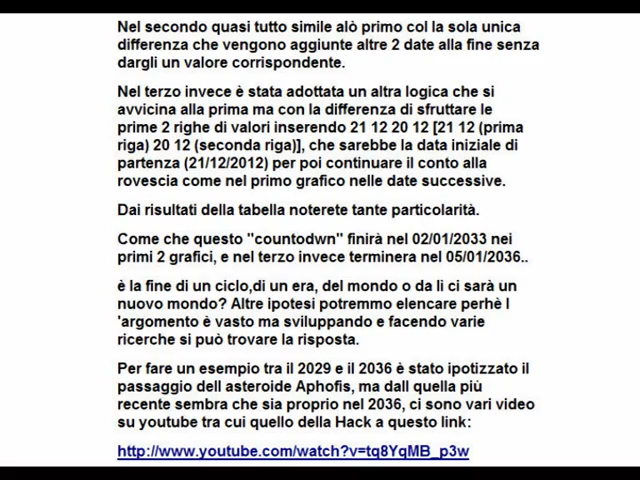 Nel secondo quasi tutto simile alò primo col la sola unica
differenza che vengono aggiunte altre 2 date alla fine senza
dargli un valore corrispondente.
Nel terzo invece è stata adottata un altra logica che si
avvicina alla prima ma con la differenza di sfruttare le
prime 2 righe di valori inserendo 21 12 20 12 [21 12 (prima
riga) 20 12 (seconda riga)], che sarebbe la data iniziale di
partenza (21/12/2012) per poi continuare il conto alla
rovescia come nel primo grafico nelle date successive.
Dai risultati della tabella noterete tante particolarità.
Come che questo "countodwn" finirà nel 02/01/2033 nei
primi 2 grafici, e nel terzo invece terminera nel 05/01/2036..
è la fine di un ciclo,di un era, del mondo o da lì ci sarà un
nuovo mondo? Altre ipotesi potremmo elencare perhè l
'argomento è vasto ma sviluppando e facendo varie
ricerche si può trovare la risposta.
Per fare un esempio tra il 2029 e il 2036 è stato ipotizzato il
passaggio dell asteroide Aphofis, ma dall quella più
recente sembra che sia proprio nel 2036, ci sono vari video
su youtube tra cui quello della Hack a questo link:
http://www.youtube.com/watch?v=tq8YqMB_p3w